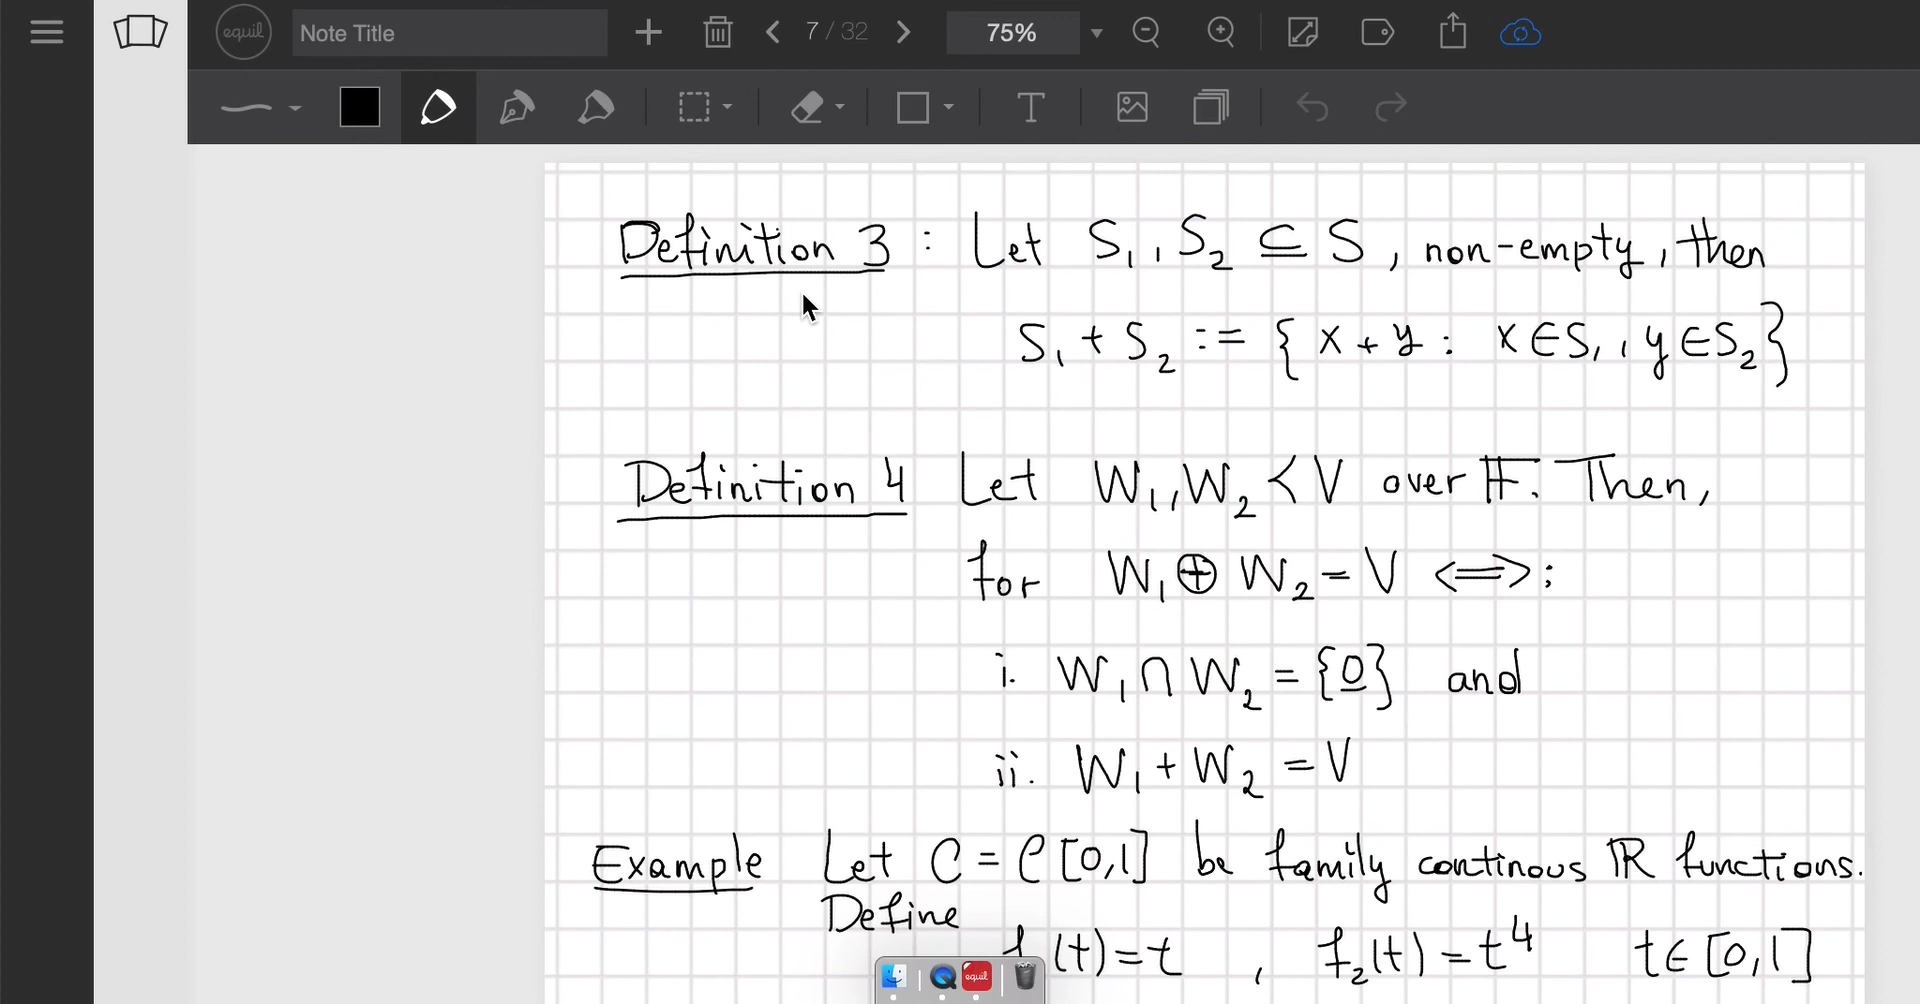 equil Note Title 7 / 32 75%
T
Definition 3 : Let S₁, S₂ ⊆ S, non-empty, then
S₁ + S₂ := { x + y : x ∈ S₁, y ∈ S₂ }
Definition 4 Let W₁, W₂ < V over 𝔽. Then,
for W₁ ⊕ W₂ = V <=> :
i. W₁ ∩ W₂ = {0} and
ii. W₁ + W₂ = V
Example Let C = C [0,1] be family continous ℝ functions.
Define
(t) = t , f₂(t) = t⁴ t ∈ [0,1]
equil